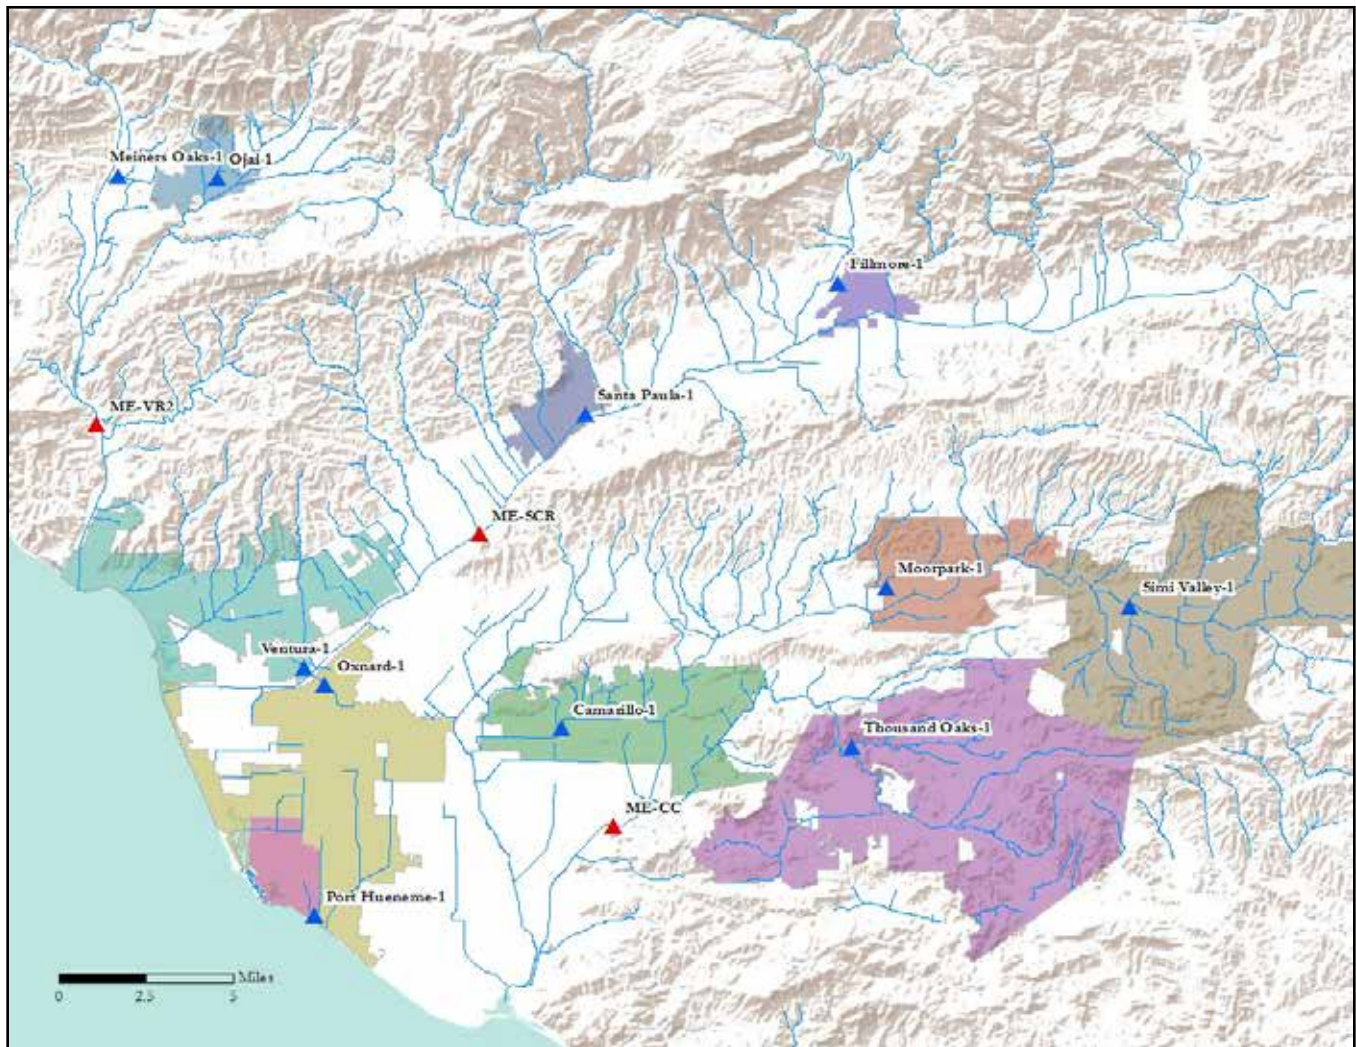 Meiners Oaks-1
Ojai-1
Fillmore-1
Santa Paula-1
ME-VR2
ME-SCR
Moorpark-1
Simi Valley-1
Ventura-1
Oxnard-1
Camarillo-1
Thousand Oaks-1
ME-CC
Port Hueneme-1
Miles
0 2.5 5